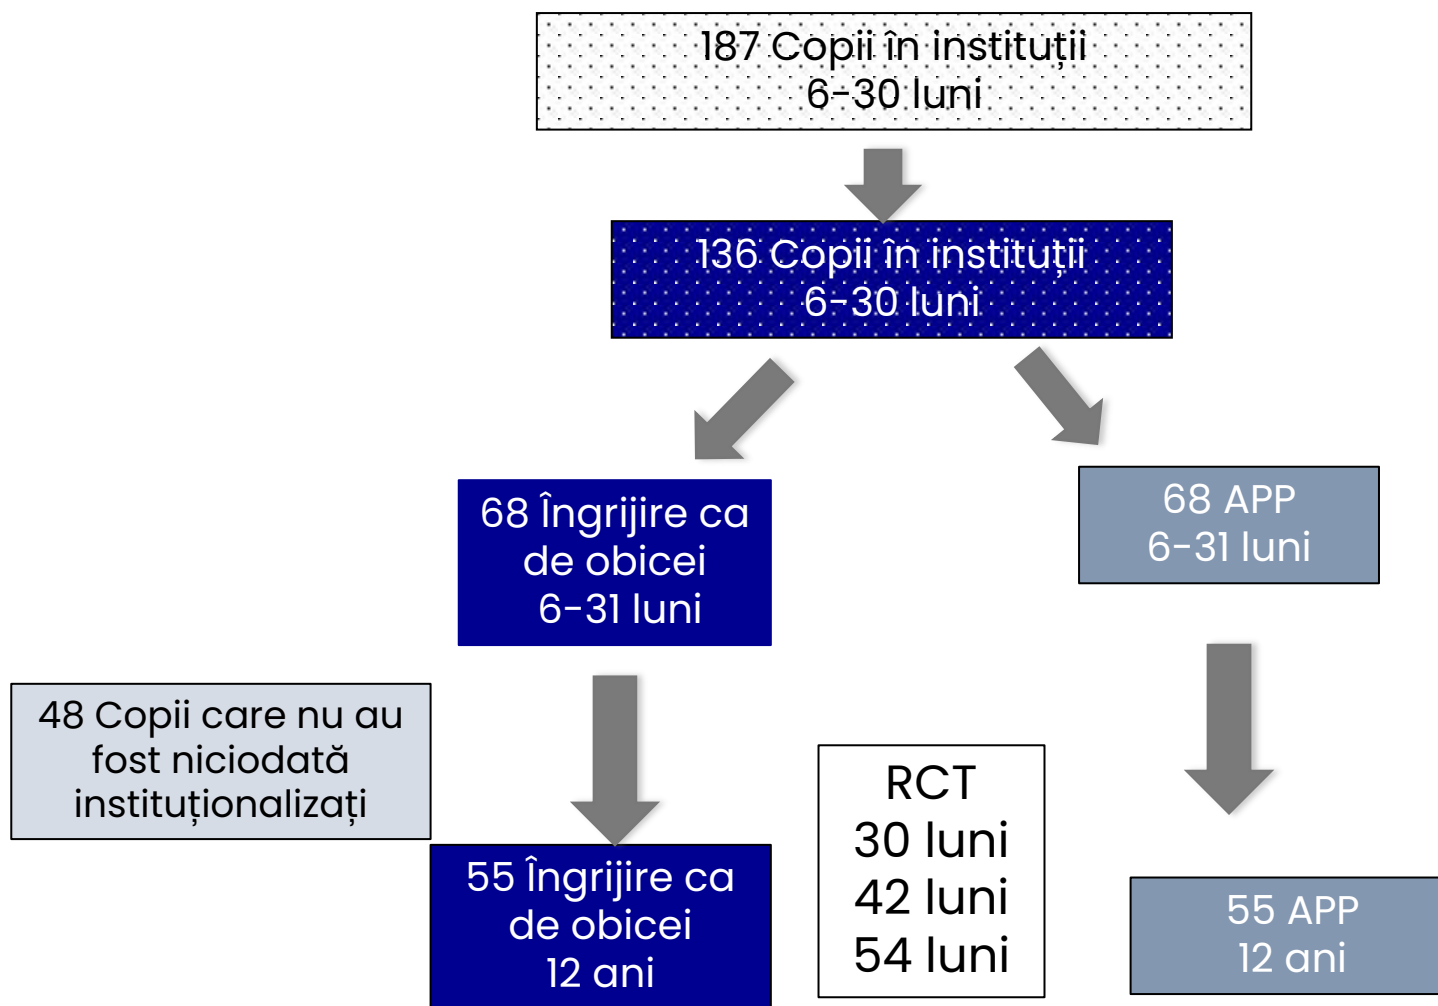 187 Copii în instituții
6-30 luni
136 Copii în instituții
6-30 luni
68 Îngrijire ca
de obicei
6-31 luni
68 APP
6-31 luni
48 Copii care nu au
fost niciodată
instituționalizați
55 Îngrijire ca
de obicei
12 ani
RCT
30 luni
42 luni
54 luni
55 APP
12 ani